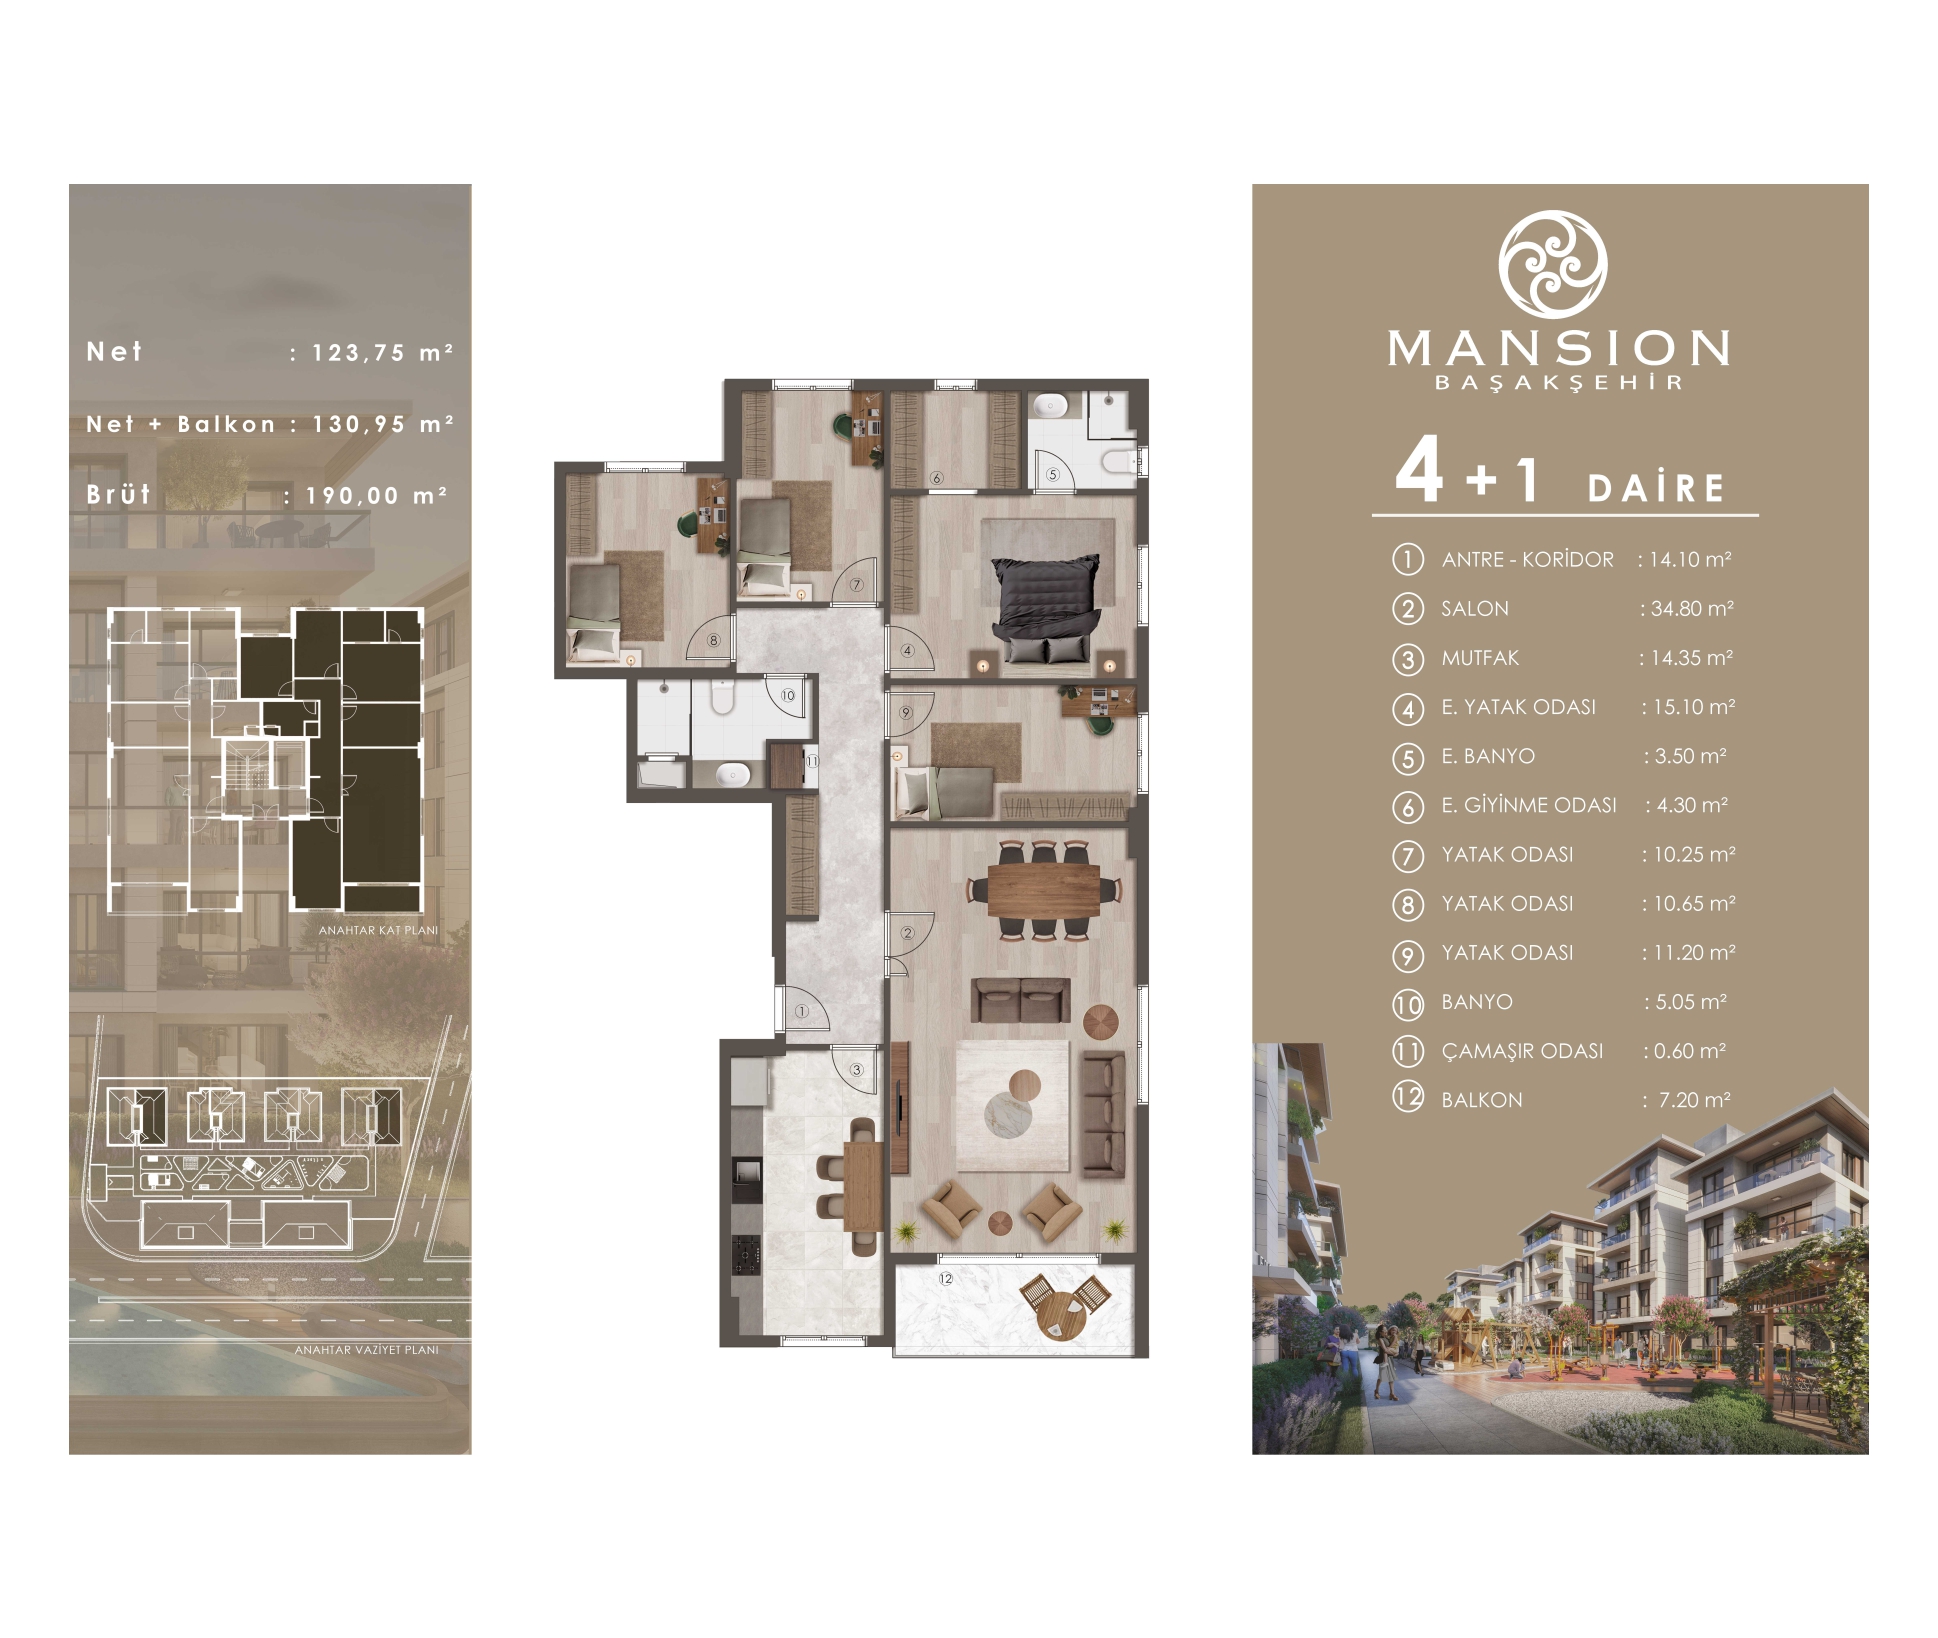 Net : 123,75 m²
Net + Balkon : 130,95 m²
Brüt : 190,00 m²
ANAHTAR KAT PLANI
ANAHTAR VAZİYET PLANI
6
5
7
8
4
10
9
11
2
1
3
12
MANSION
BAŞAKŞEHİR
4 + 1 DAİRE
1 ANTRE - KORİDOR : 14.10 m²
2 SALON : 34.80 m²
3 MUTFAK : 14.35 m²
4 E. YATAK ODASI : 15.10 m²
5 E. BANYO : 3.50 m²
6 E. GİYİNME ODASI : 4.30 m²
7 YATAK ODASI : 10.25 m²
8 YATAK ODASI : 10.65 m²
9 YATAK ODASI : 11.20 m²
10 BANYO : 5.05 m²
11 ÇAMAŞIR ODASI : 0.60 m²
12 BALKON : 7.20 m²